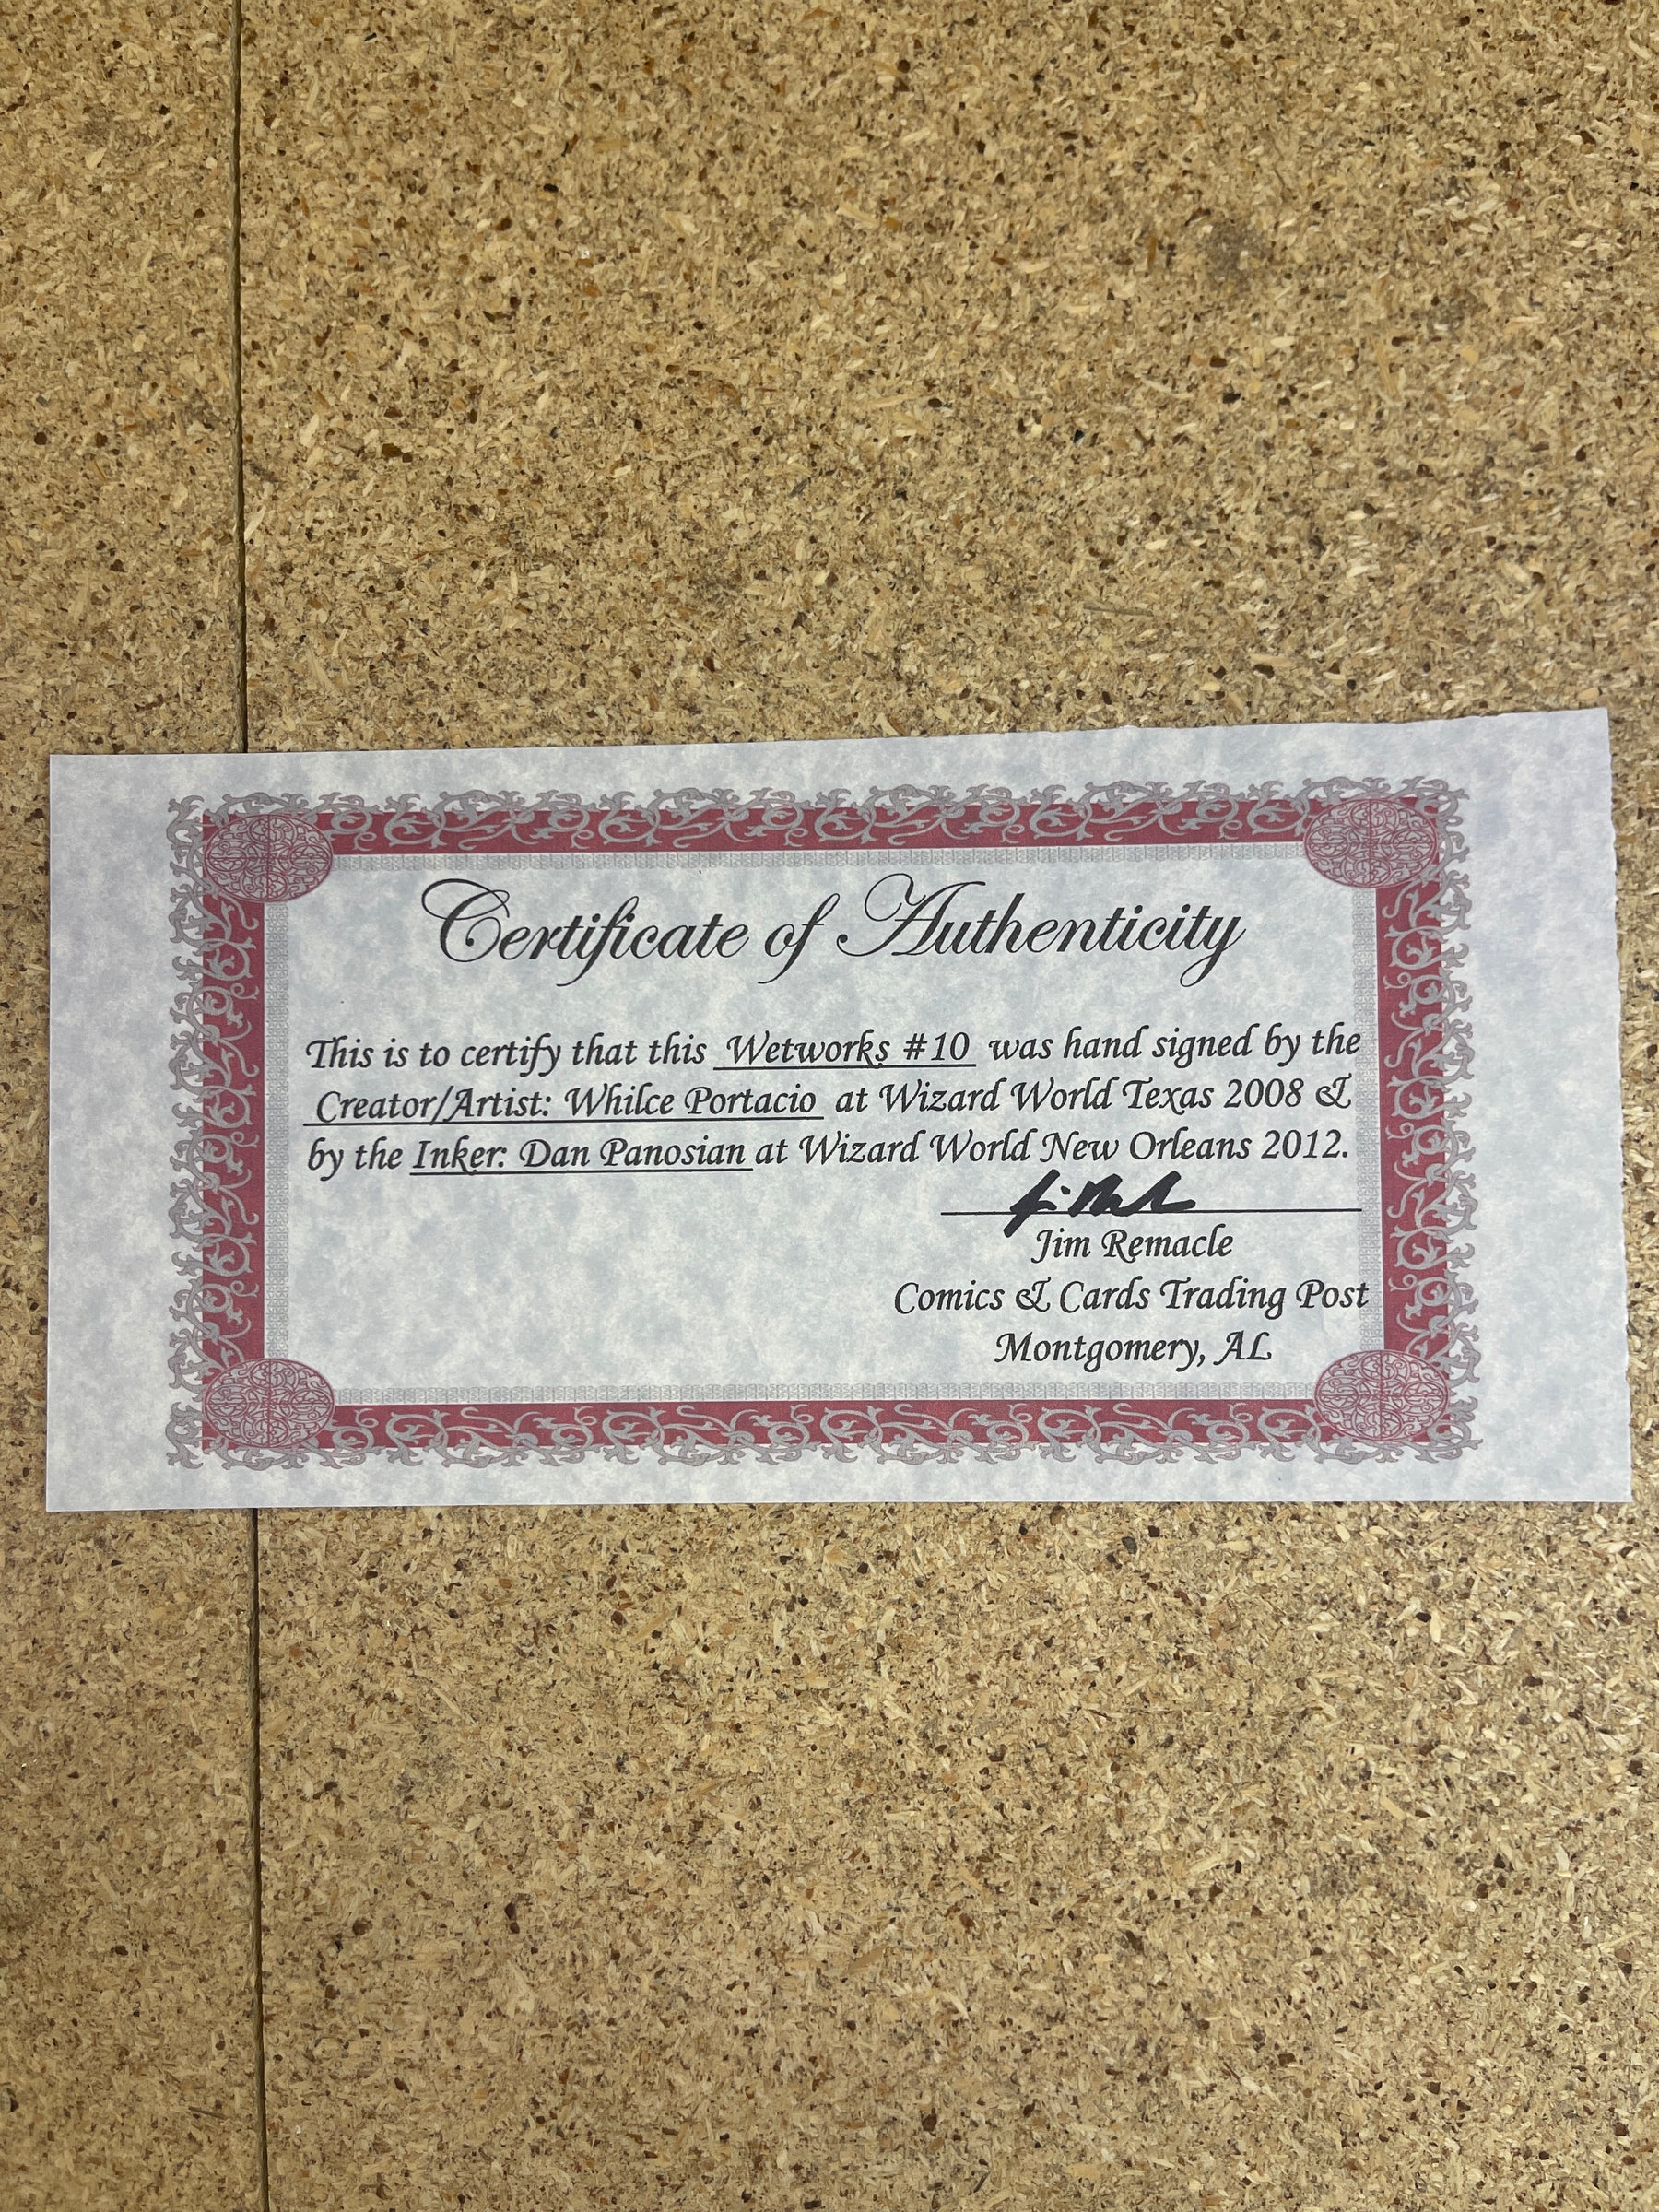 Certificate of Authenticity
This is to certify that this Wetworks #10 was hand signed by the
Creator/Artist: Whilce Portacio at Wizard World Texas 2008 &
by the Inker: Dan Panosian at Wizard World New Orleans 2012.
Jim Remacle
Comics & Cards Trading Post
Montgomery, AL